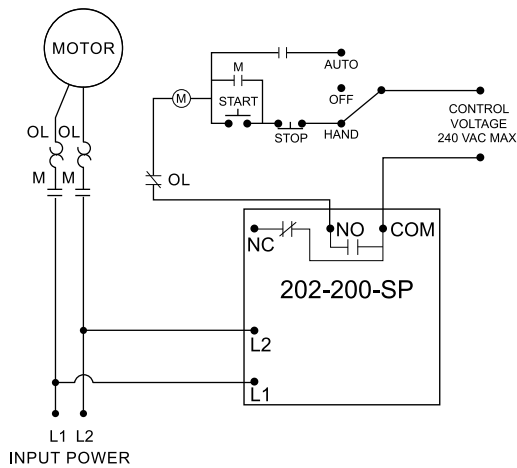 MOTOR
AUTO
M
OFF
START
M
STOP
HAND
CONTROL
VOLTAGE
240 VAC MAX
OL OL
M M
OL
NC
NO
COM
202-200-SP
L2
L1
L1 L2
INPUT POWER